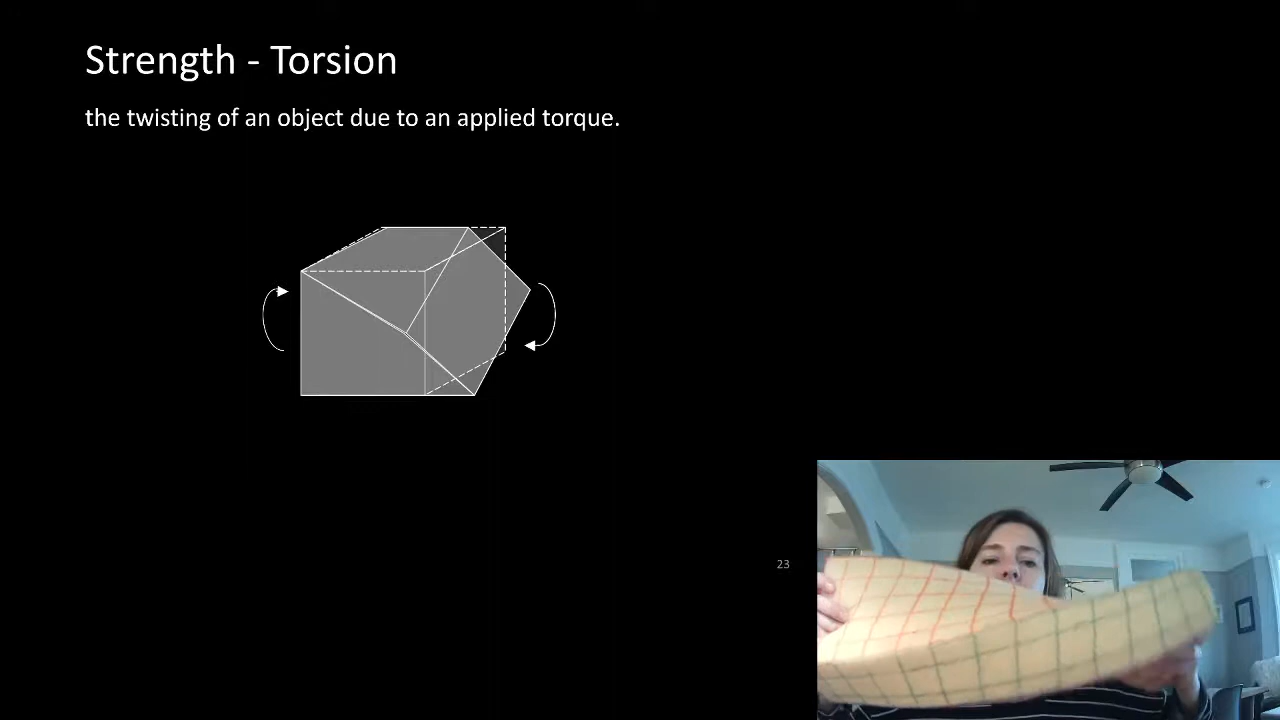 Strength - Torsion
the twisting of an object due to an applied torque.
23